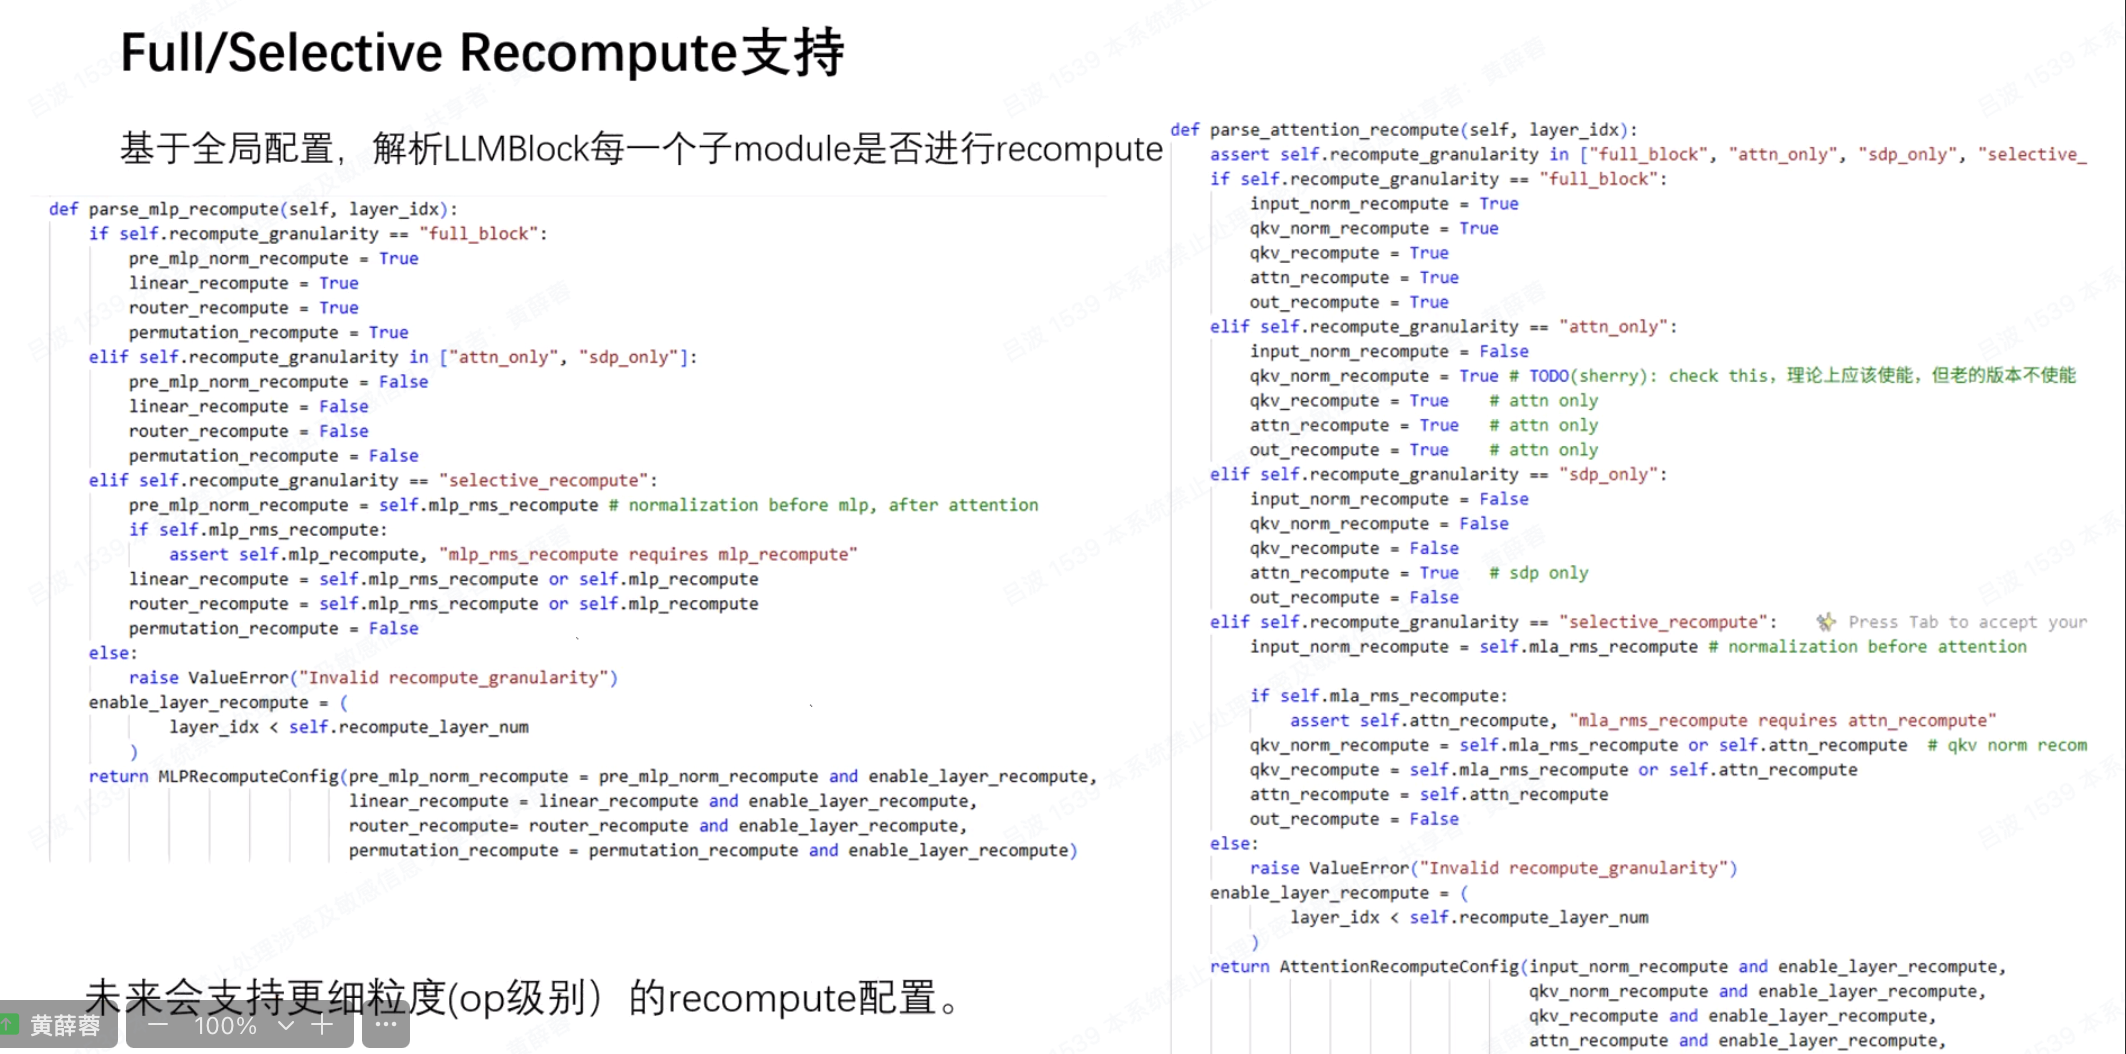 Full/Selective Recompute支持
基于全局配置，解析LLMBlock每一个子module是否进行recompute
def parse_mlp_recompute(self, layer_idx):
if self.recompute_granularity == "full_block":
pre_mlp_norm_recompute = True
linear_recompute = True
router_recompute = True
permutation_recompute = True
elif self.recompute_granularity in ["attn_only", "sdp_only"]:
pre_mlp_norm_recompute = False
linear_recompute = False
router_recompute = False
permutation_recompute = False
elif self.recompute_granularity == "selective_recompute":
pre_mlp_norm_recompute = self.mlp_rms_recompute # normalization before mlp, after attention
if self.mlp_rms_recompute:
assert self.mlp_recompute, "mlp_rms_recompute requires mlp_recompute"
linear_recompute = self.mlp_rms_recompute or self.mlp_recompute
router_recompute = self.mlp_rms_recompute or self.mlp_recompute
permutation_recompute = False
else:
raise ValueError("Invalid recompute_granularity")
enable_layer_recompute = (
layer_idx < self.recompute_layer_num
)
return MLPRecomputeConfig(pre_mlp_norm_recompute = pre_mlp_norm_recompute and enable_layer_recompute,
linear_recompute = linear_recompute and enable_layer_recompute,
router_recompute= router_recompute and enable_layer_recompute,
permutation_recompute = permutation_recompute and enable_layer_recompute)
def parse_attention_recompute(self, layer_idx):
assert self.recompute_granularity in ["full_block", "attn_only", "sdp_only", "selective_
if self.recompute_granularity == "full_block":
input_norm_recompute = True
qkv_norm_recompute = True
qkv_recompute = True
attn_recompute = True
out_recompute = True
elif self.recompute_granularity == "attn_only":
input_norm_recompute = False
qkv_norm_recompute = True # TODO(sherry): check this，理论上应该使能，但老的版本不使能
qkv_recompute = True # attn only
attn_recompute = True # attn only
out_recompute = True # attn only
elif self.recompute_granularity == "sdp_only":
input_norm_recompute = False
qkv_norm_recompute = False
qkv_recompute = False
attn_recompute = True # sdp only
out_recompute = False
elif self.recompute_granularity == "selective_recompute": Press Tab to accept your
input_norm_recompute = self.mla_rms_recompute # normalization before attention
if self.mla_rms_recompute:
assert self.attn_recompute, "mla_rms_recompute requires attn_recompute"
qkv_norm_recompute = self.mla_rms_recompute or self.attn_recompute # qkv norm recom
qkv_recompute = self.mla_rms_recompute or self.attn_recompute
attn_recompute = self.attn_recompute
out_recompute = False
else:
raise ValueError("Invalid recompute_granularity")
enable_layer_recompute = (
layer_idx < self.recompute_layer_num
)
return AttentionRecomputeConfig(input_norm_recompute and enable_layer_recompute,
qkv_norm_recompute and enable_layer_recompute,
qkv_recompute and enable_layer_recompute,
attn_recompute and enable_layer_recompute,
未来会支持更细粒度(op级别）的recompute配置。
黄薛蓉
100%